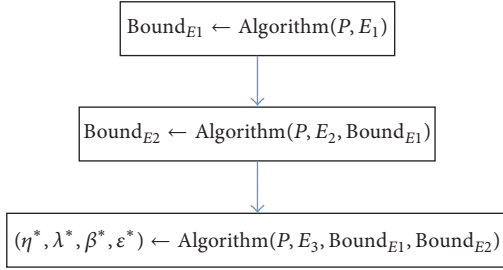 Bound_{E1} ← Algorithm(P, E_1)
Bound_{E2} ← Algorithm(P, E_2, Bound_{E1})
(η*, λ*, β*, ε*) ← Algorithm(P, E_3, Bound_{E1}, Bound_{E2})